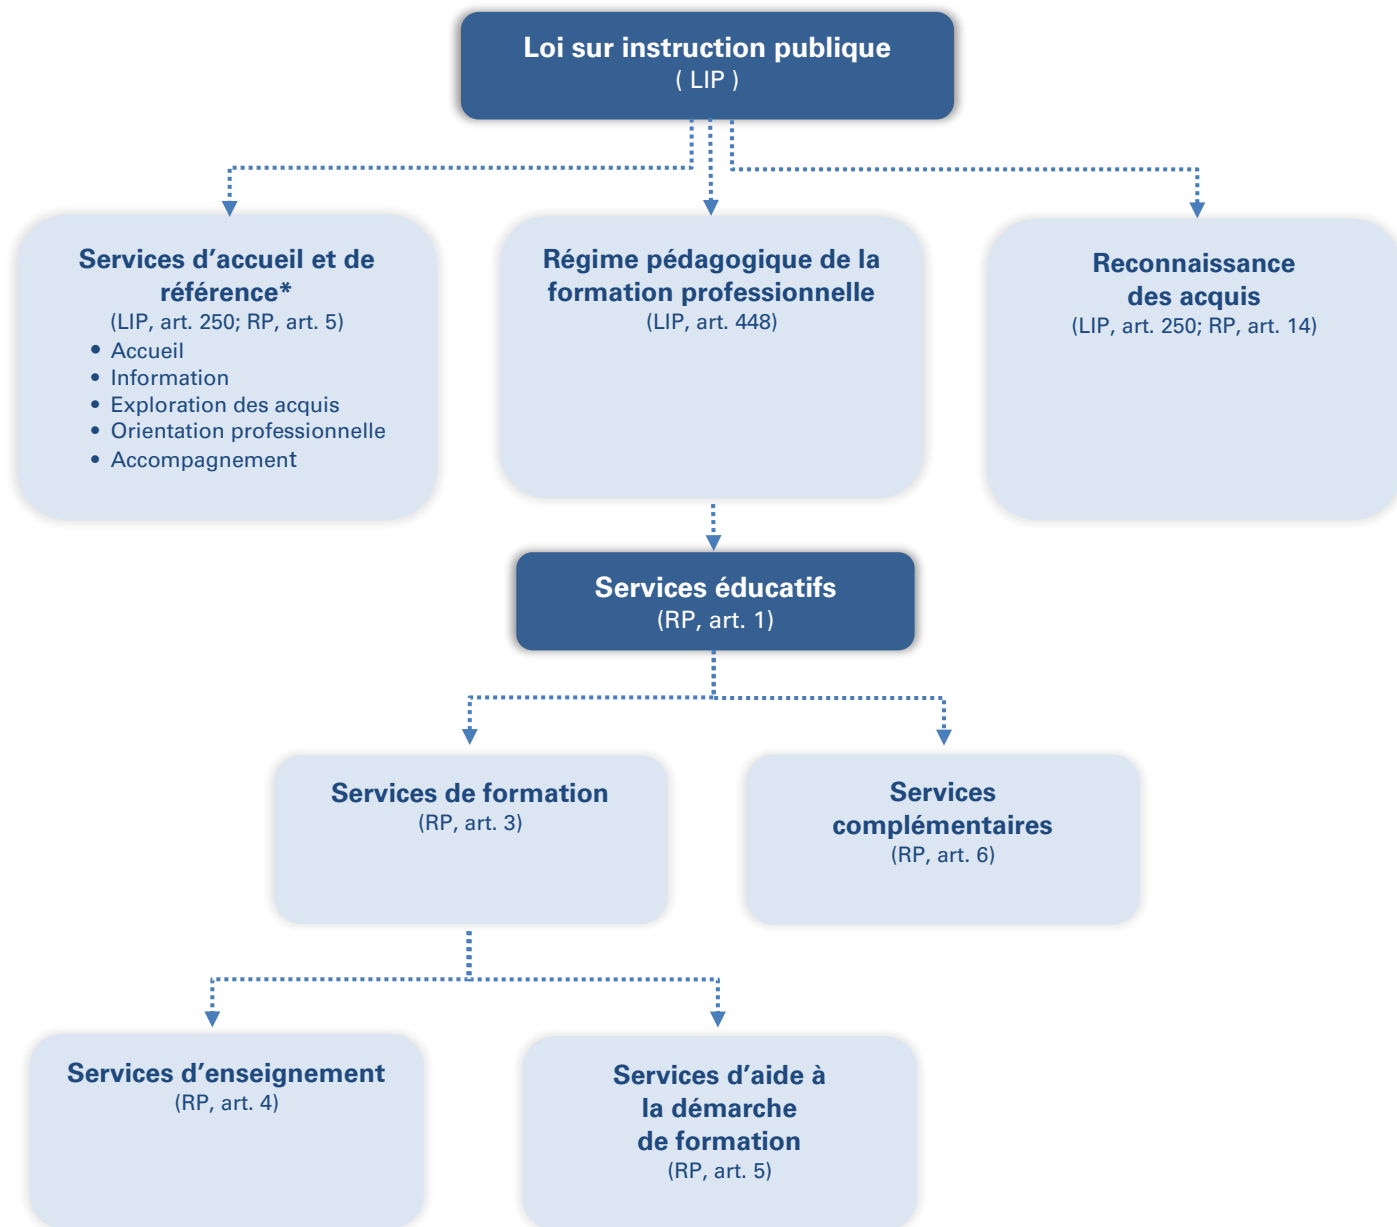 Loi sur instruction publique
( LIP )
Services d’accueil et de
référence*
(LIP, art. 250; RP, art. 5)
• Accueil
• Information
• Exploration des acquis
• Orientation professionnelle
• Accompagnement
Régime pédagogique de la
formation professionnelle
(LIP, art. 448)
Reconnaissance
des acquis
(LIP, art. 250; RP, art. 14)
Services éducatifs
(RP, art. 1)
Services de formation
(RP, art. 3)
Services
complémentaires
(RP, art. 6)
Services d’enseignement
(RP, art. 4)
Services d’aide à
la démarche
de formation
(RP, art. 5)